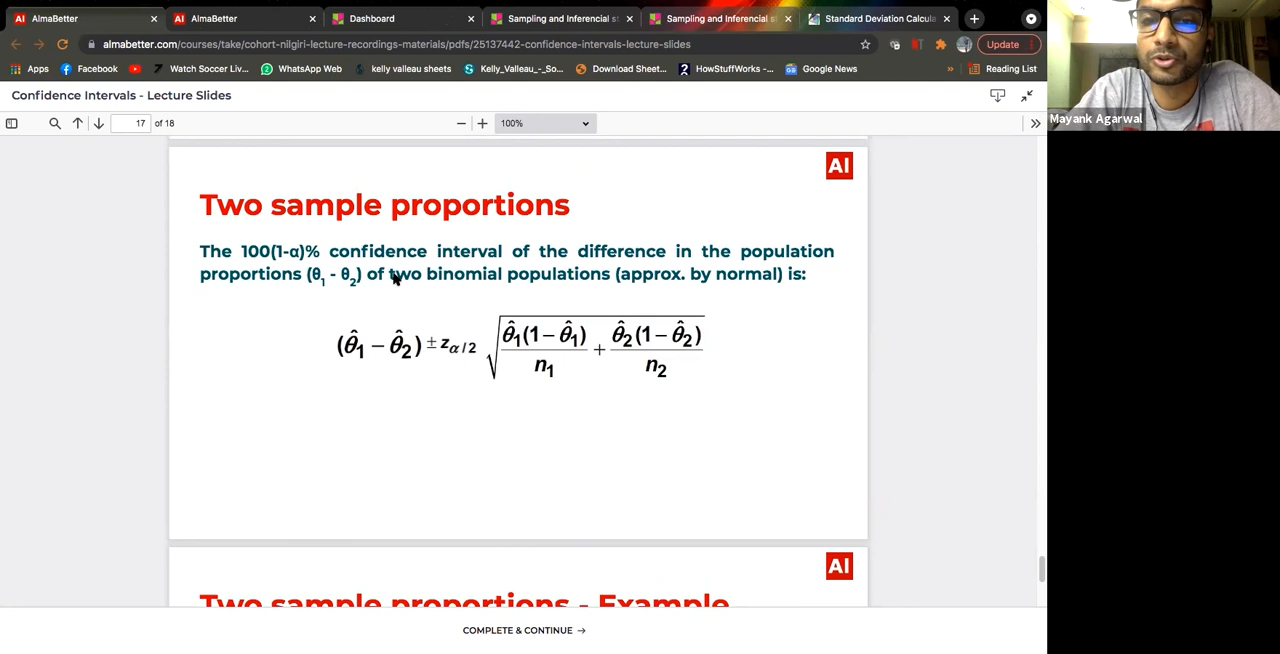 AI AlmaBetter
AI AlmaBetter
Dashboard
Sampling and Inferencial s
Sampling and Inferencial s
Standard Deviation Calcula
almabetter.com/courses/take/cohort-nilgiri-lecture-recordings-materials/pdfs/25137442-confidence-intervals-lecture-slides
Update
Apps
Facebook
Watch Soccer Liv...
WhatsApp Web
kelly valleau sheets
Kelly_Valleau_-_So...
Download Sheet...
HowStuffWorks -...
Google News
»
Reading List
Confidence Intervals - Lecture Slides
Mayank Agarwal
17 of 18
100%
AI
Two sample proportions
The 100(1-α)% confidence interval of the difference in the population
proportions (θ₁ - θ₂) of two binomial populations (approx. by normal) is:
(θ̂₁ − θ̂₂) ± z_α/2 √(θ̂₁(1−θ̂₁)/n₁ + θ̂₂(1−θ̂₂)/n₂)
AI
Two sample proportions - Example
COMPLETE & CONTINUE →